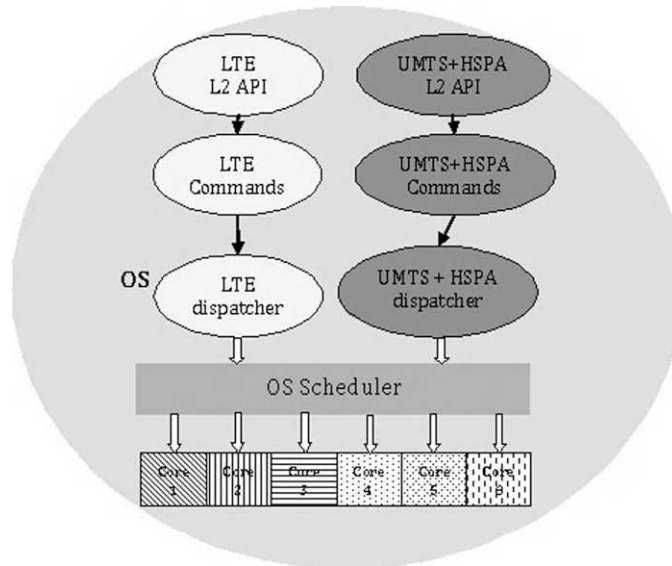 LTE
L2 API
UMTS+HSPA
L2 API
LTE
Commands
UMTS+HSPA
Commands
OS
LTE
dispatcher
UMTS + HSPA
dispatcher
OS Scheduler
Core
1
Core
2
Core
3
Core
4
Core
5
Core